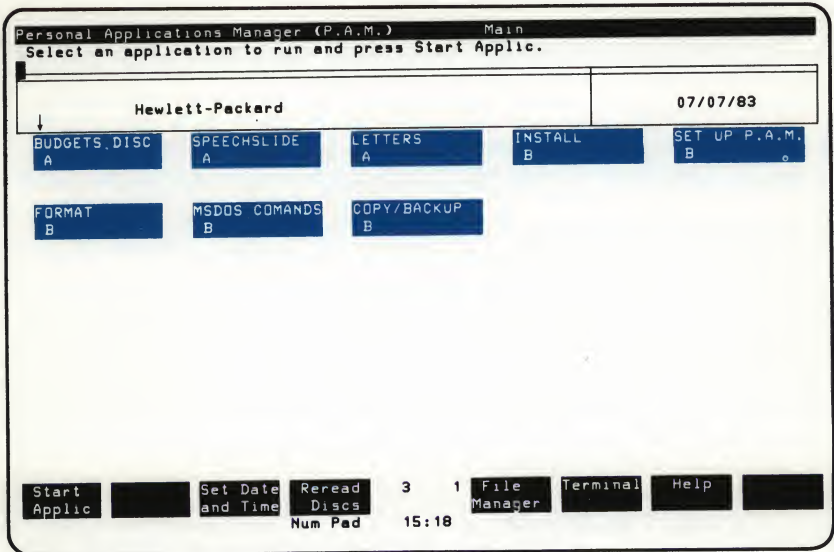 Personal Applications Manager (P.A.M.) Main
Select an application to run and press Start Applic.
Hewlett-Packard 07/07/83
BUDGETS.DISC SPEECHSLIDE LETTERS INSTALL SET UP P.A.M.
A A A B B
FORMAT MSDOS COMANDS COPY/BACKUP
B B B
Start Set Date Reread 3 1 File Terminal Help
Applic and Time Discs Manager
Num Pad 15:18